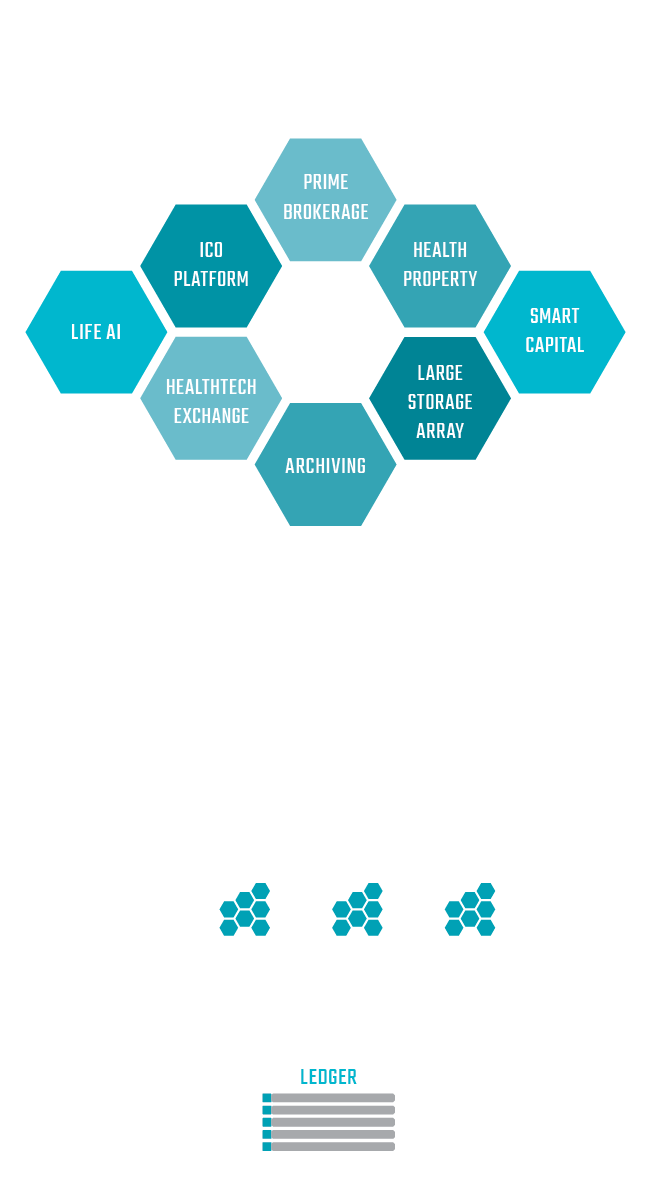 PRIME
BROKERAGE
ICO
PLATFORM
HEALTH
PROPERTY
LIFE AI
SMART
CAPITAL
HEALTHTECH
EXCHANGE
LARGE
STORAGE
ARRAY
ARCHIVING
LEDGER